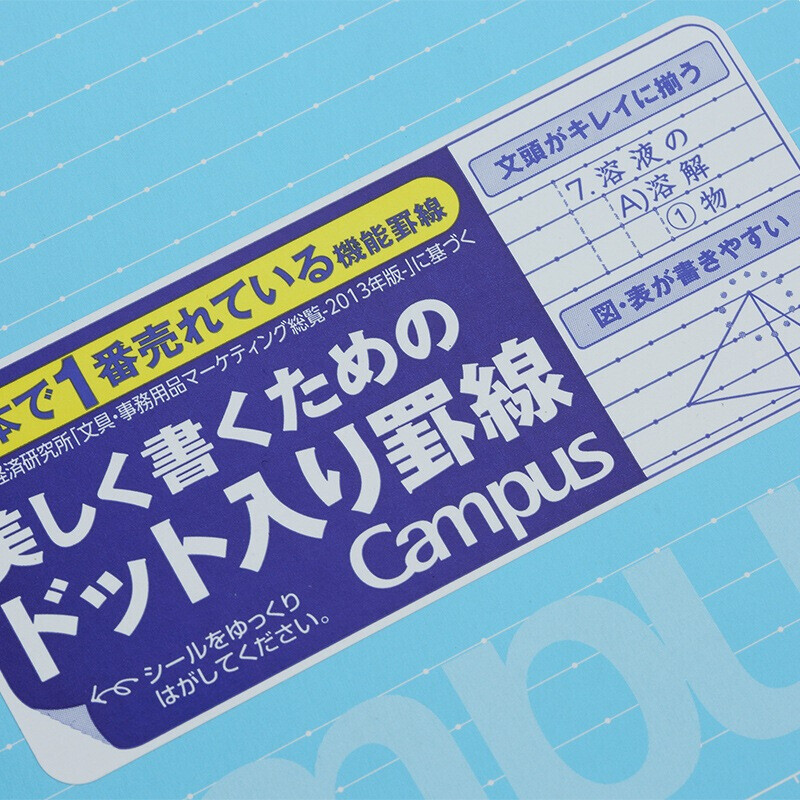 本で1番売れている機能罫線
経済研究所「文具・事務用品マーケティング総覧-2013年版-」に基づく
美しく書くための
ドット入り罫線
Campus
シールをゆっくり
はがしてください。
文頭がキレイに揃う
7.溶液の
A)溶解
①物
図・表が書きやすい
mpu